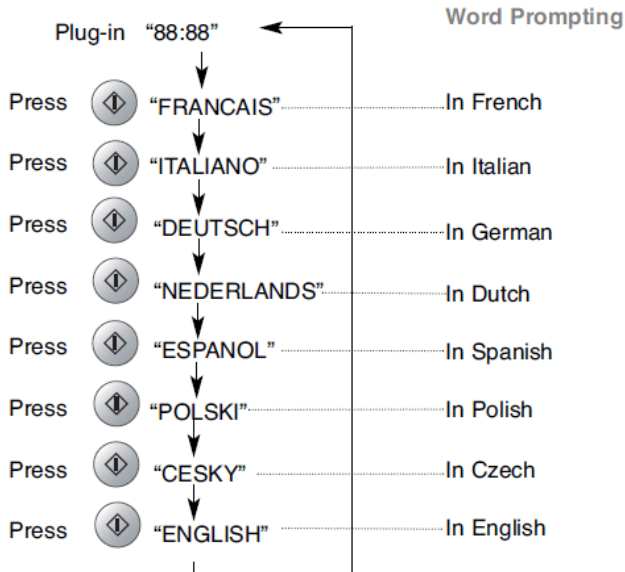 Word Prompting
Plug-in “88:88”
Press “FRANCAIS” In French
Press “ITALIANO” In Italian
Press “DEUTSCH” In German
Press “NEDERLANDS” In Dutch
Press “ESPANOL” In Spanish
Press “POLSKI” In Polish
Press “CESKY” In Czech
Press “ENGLISH” In English